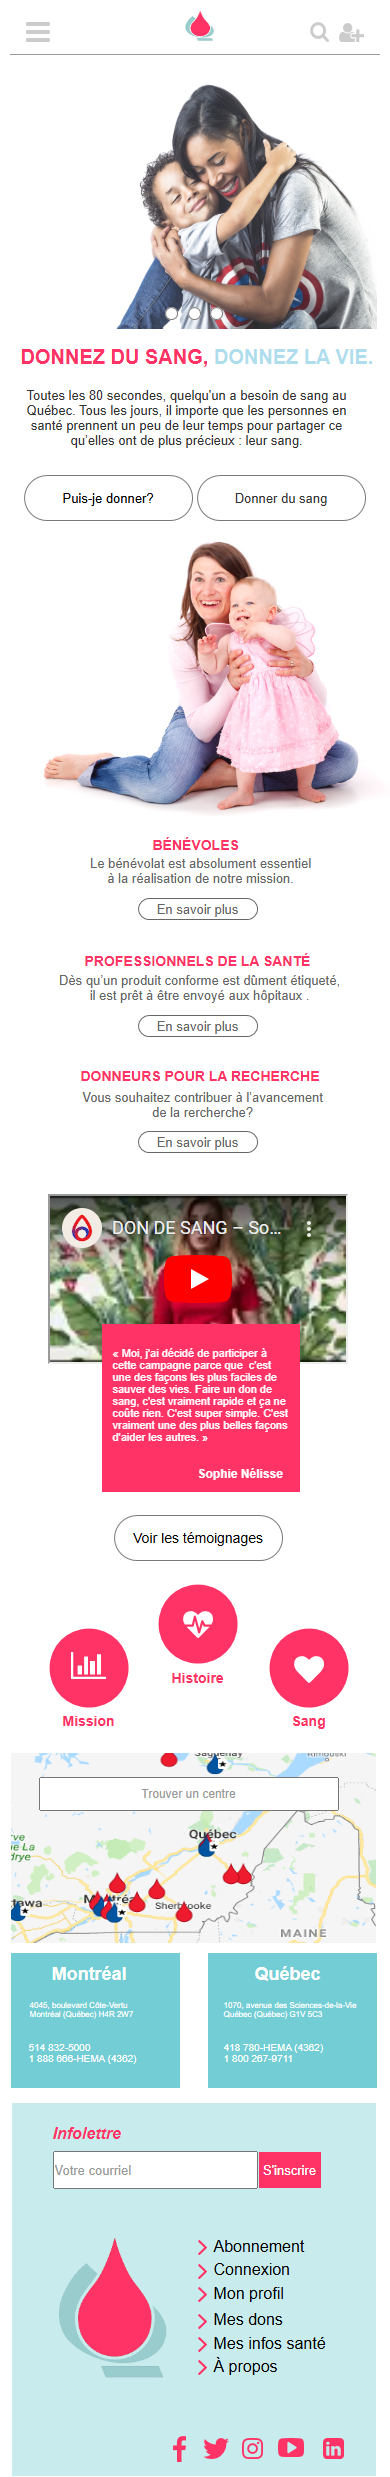 DONNEZ DU SANG, DONNEZ LA VIE.
Toutes les 80 secondes, quelqu'un a besoin de sang au
Québec. Tous les jours, il importe que les personnes en
santé prennent un peu de leur temps pour partager ce
qu'elles ont de plus précieux : leur sang.
Puis-je donner? Donner du sang
BÉNÉVOLES
Le bénévolat est absolument essentiel
à la réalisation de notre mission.
En savoir plus
PROFESSIONNELS DE LA SANTÉ
Dès qu'un produit conforme est dûment étiqueté,
il est prêt à être envoyé aux hôpitaux .
En savoir plus
DONNEURS POUR LA RECHERCHE
Vous souhaitez contribuer à l'avancement
de la rercherche?
En savoir plus
DON DE SANG – So...
« Moi, j'ai décidé de participer à
cette campagne parce que c'est
une des façons les plus faciles de
sauver des vies. Faire un don de
sang, c'est vraiment rapide et ça ne
coûte rien. C'est super simple. C'est
vraiment une des plus belles façons
d'aider les autres. »
Sophie Nélisse
Voir les témoignages
Histoire
Mission Sang
Saguenay
Trouver un centre
Québec
Sherbrooke
MAINE
Montréal
4045, boulevard Côte-Vertu
Montréal (Québec) H4R 2W7
514 832-5000
1 888 666-HEMA (4362)
Québec
1070, avenue des Sciences-de-la-Vie
Québec (Québec) G1V 5C3
418 780-HEMA (4362)
1 800 267-9711
Infolettre
Votre courriel S'inscrire
Abonnement
Connexion
Mon profil
Mes dons
Mes infos santé
À propos